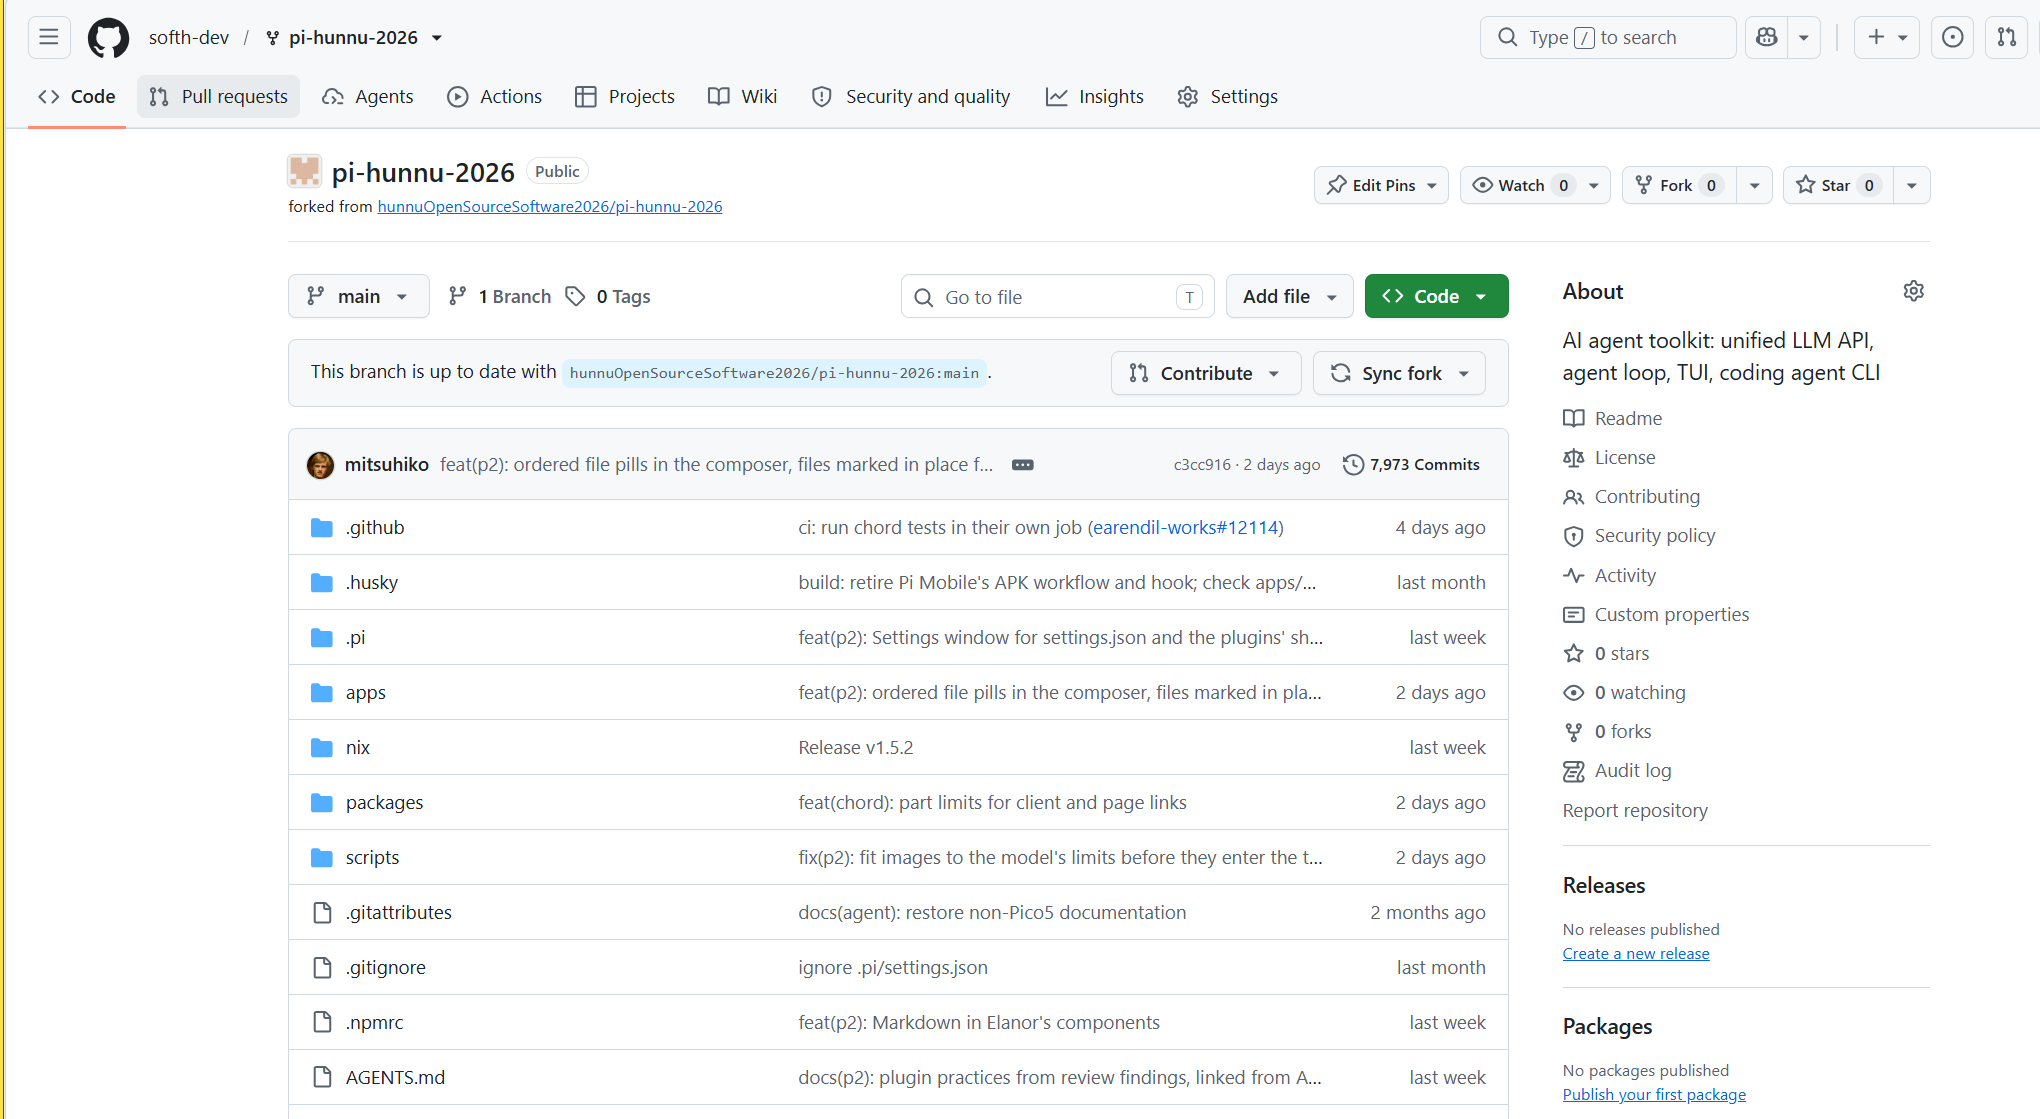 softh-dev / pi-hunnu-2026
Type / to search
Code Pull requests Agents Actions Projects Wiki Security and quality Insights Settings
pi-hunnu-2026 Public
forked from hunnuOpenSourceSoftware2026/pi-hunnu-2026
Edit Pins Watch 0 Fork 0 Star 0
main 1 Branch 0 Tags
Go to file T Add file Code
This branch is up to date with hunnuOpenSourceSoftware2026/pi-hunnu-2026:main .
Contribute Sync fork
mitsuhiko feat(p2): ordered file pills in the composer, files marked in place f... c3cc916 · 2 days ago 7,973 Commits
.github ci: run chord tests in their own job (earendil-works#12114) 4 days ago
.husky build: retire Pi Mobile's APK workflow and hook; check apps/... last month
.pi feat(p2): Settings window for settings.json and the plugins' sh... last week
apps feat(p2): ordered file pills in the composer, files marked in pla... 2 days ago
nix Release v1.5.2 last week
packages feat(chord): part limits for client and page links 2 days ago
scripts fix(p2): fit images to the model's limits before they enter the t... 2 days ago
.gitattributes docs(agent): restore non-Pico5 documentation 2 months ago
.gitignore ignore .pi/settings.json last month
.npmrc feat(p2): Markdown in Elanor's components last week
AGENTS.md docs(p2): plugin practices from review findings, linked from A... last week
About
AI agent toolkit: unified LLM API,
agent loop, TUI, coding agent CLI
Readme
License
Contributing
Security policy
Activity
Custom properties
0 stars
0 watching
0 forks
Audit log
Report repository
Releases
No releases published
Create a new release
Packages
No packages published
Publish your first package